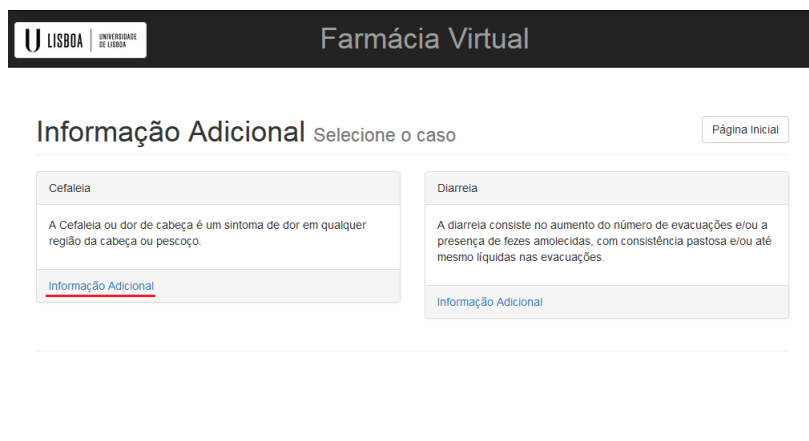 LISBOA UNIVERSIDADE
DE LISBOA
Farmácia Virtual
Informação Adicional Selecione o caso
Página Inicial
Cefaleia
A Cefaleia ou dor de cabeça é um sintoma de dor em qualquer
região da cabeça ou pescoço.
Informação Adicional
Diarreia
A diarreia consiste no aumento do número de evacuações e/ou a
presença de fezes amolecidas, com consistência pastosa e/ou até
mesmo líquidas nas evacuações.
Informação Adicional